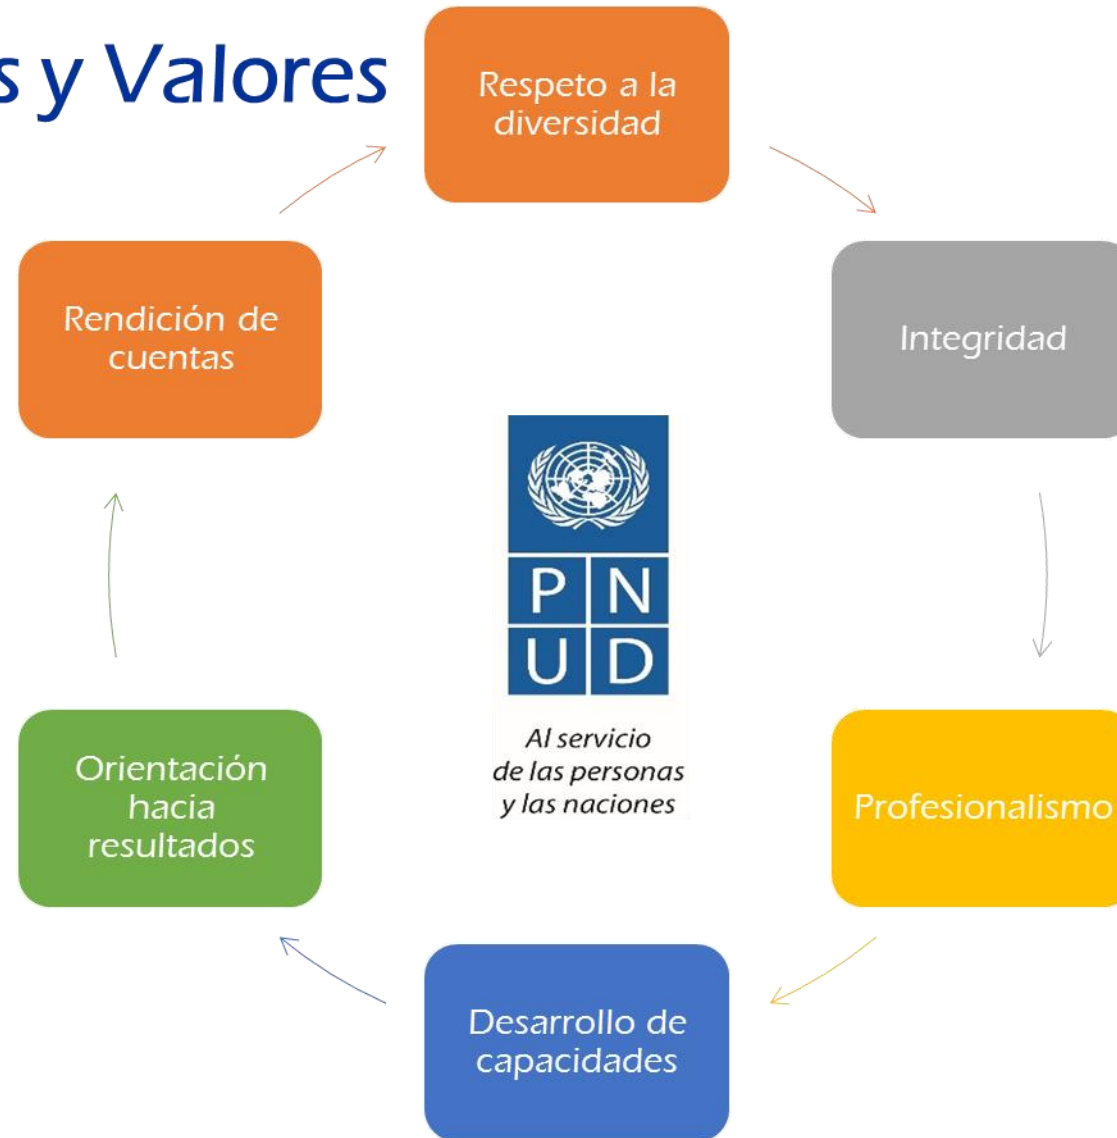 s y Valores
Respeto a la
diversidad
Integridad
Profesionalismo
Desarrollo de
capacidades
Orientación
hacia
resultados
Rendición de
cuentas
P N
U D
Al servicio
de las personas
y las naciones